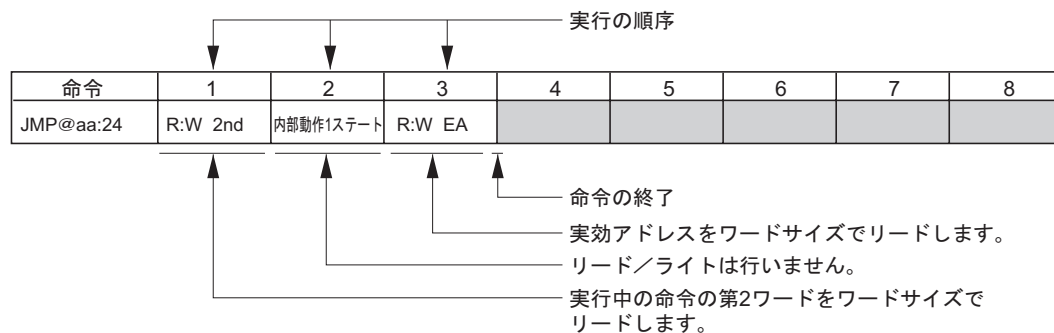 実行の順序
命令 1 2 3 4 5 6 7 8
JMP@aa:24 R:W 2nd 内部動作1ステート R:W EA
命令の終了
実効アドレスをワードサイズでリードします。
リード／ライトは行いません。
実行中の命令の第2ワードをワードサイズで
リードします。